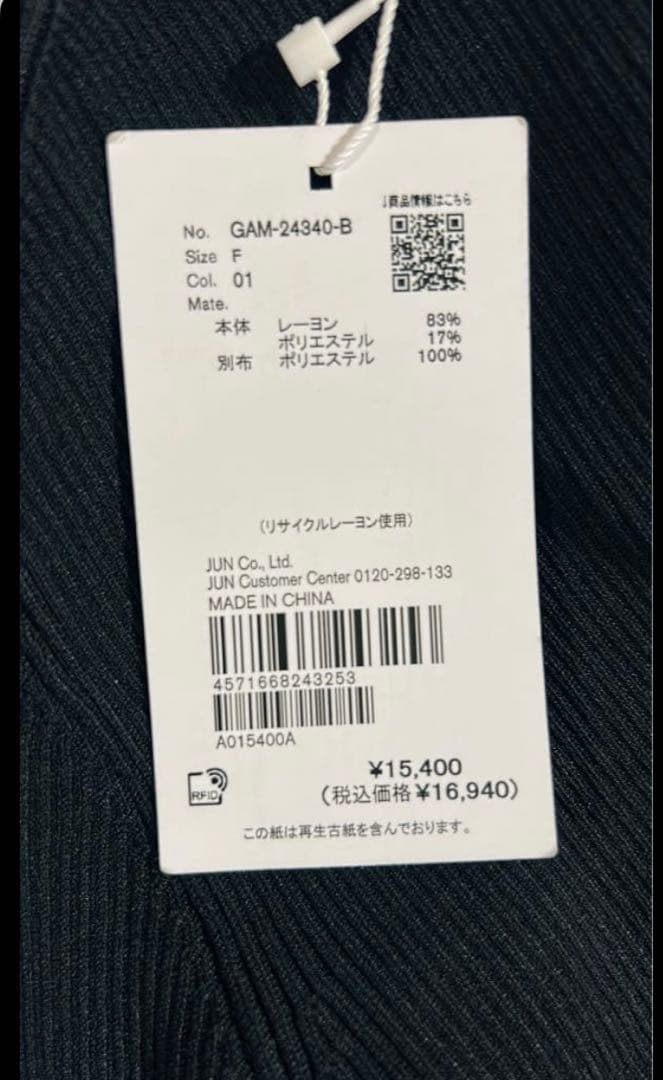 ↓商品情報はこちら
No. GAM-24340-B
Size F
Col. 01
Mate.
本体 レーヨン 83%
ポリエステル 17%
別布 ポリエステル 100%
(リサイクルレーヨン使用)
JUN Co., Ltd.
JUN Customer Center 0120-298-133
MADE IN CHINA
4571668243253
A015400A
¥15,400
RFID
(税込価格¥16,940)
この紙は再生古紙を含んでおります。